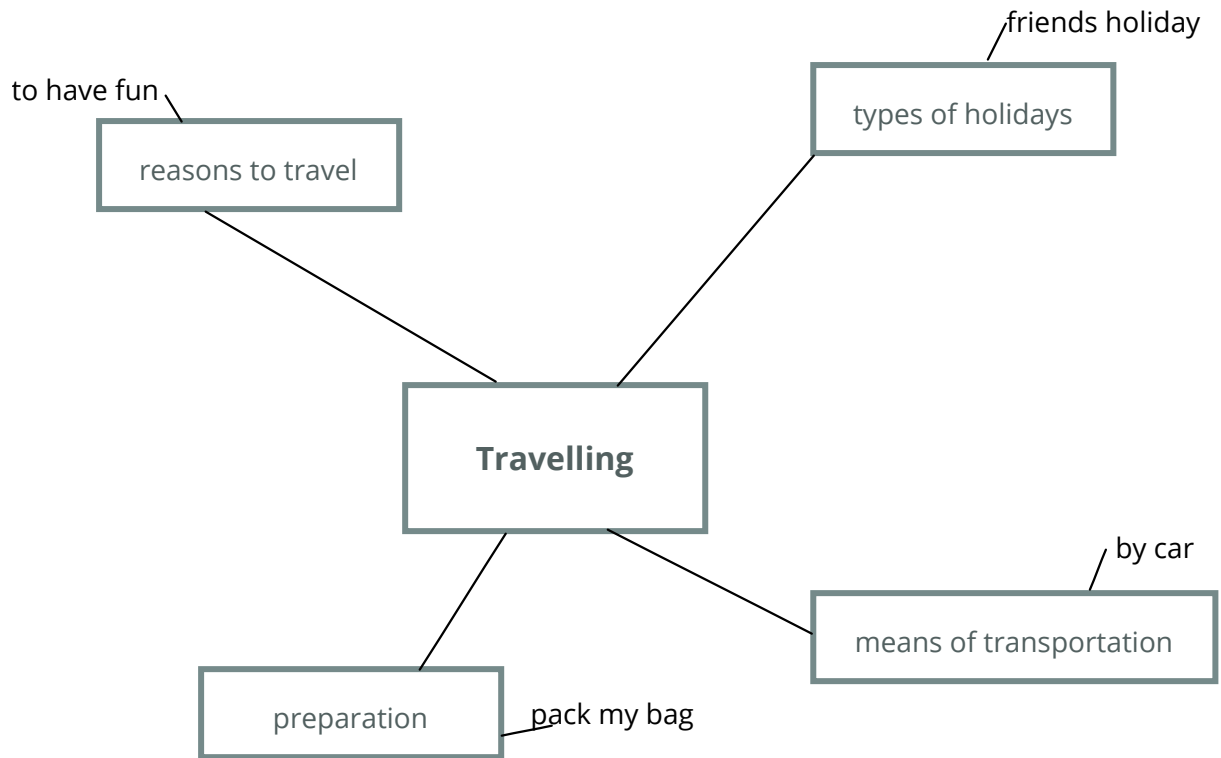 friends holiday
to have fun
types of holidays
reasons to travel
Travelling
by car
means of transportation
preparation
pack my bag